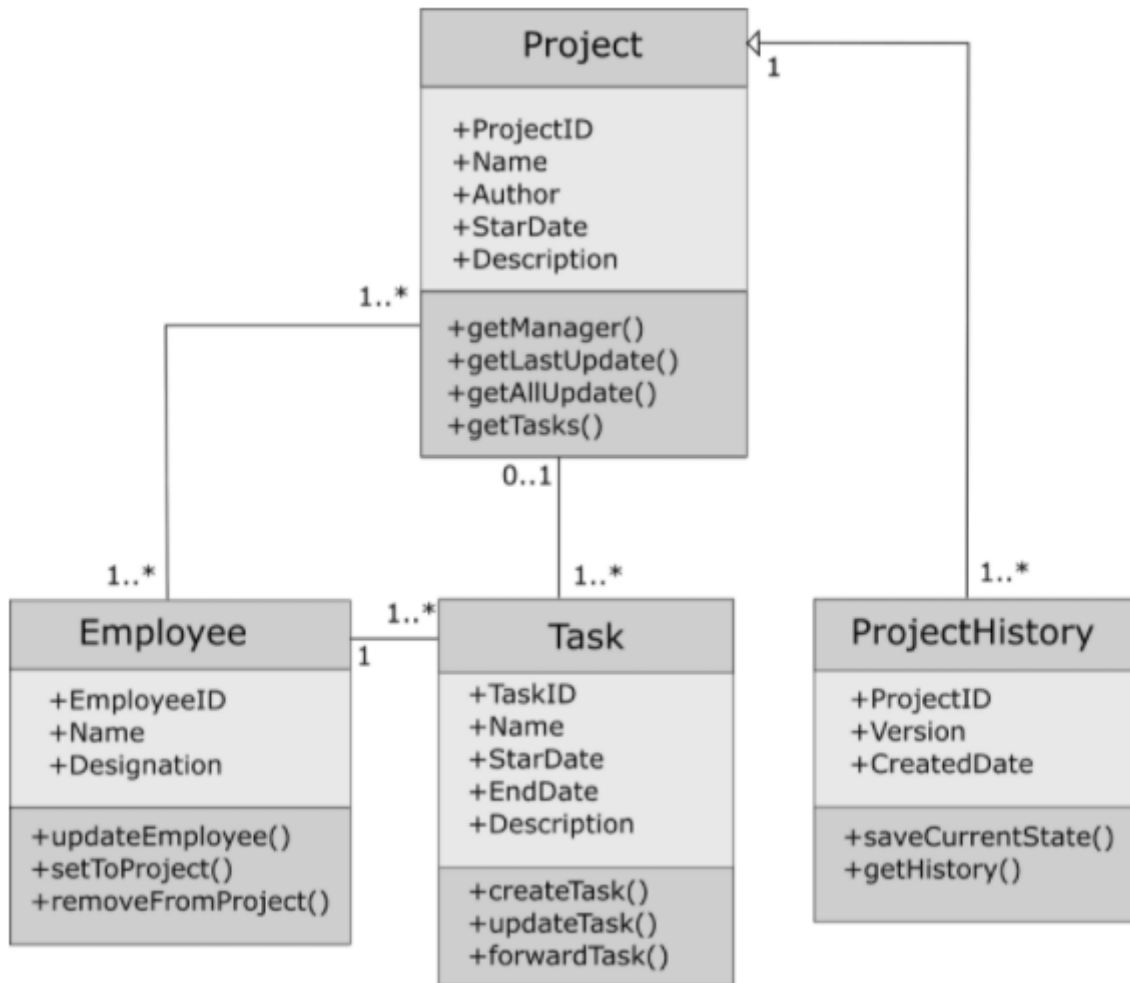 Project
1
+ProjectID
+Name
+Author
+StarDate
+Description
1..*
+getManager()
+getLastUpdate()
+getAllUpdate()
+getTasks()
0..1
1..*
1..*
1..*
Employee
1
1..*
Task
ProjectHistory
+EmployeeID
+Name
+Designation
+updateEmployee()
+setToProject()
+removeFromProject()
+TaskID
+Name
+StarDate
+EndDate
+Description
+createTask()
+updateTask()
+forwardTask()
+ProjectID
+Version
+CreatedDate
+saveCurrentState()
+getHistory()